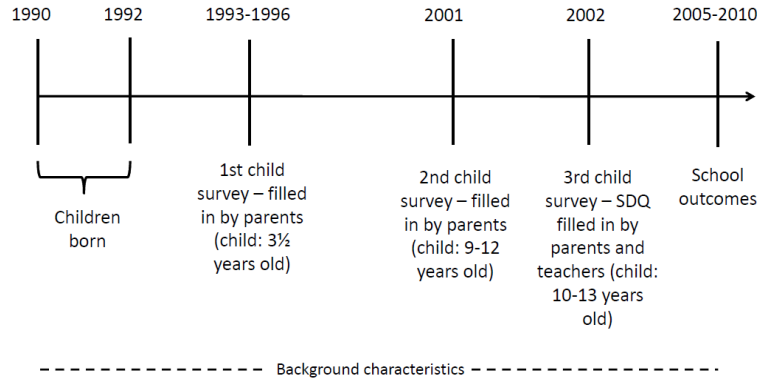 1990
1992
1993-1996
2001
2002
2005-2010
Children
born
1st child
survey – filled
in by parents
(child: 3½
years old)
2nd child
survey – filled
in by parents
(child: 9-12
years old)
3rd child
survey – SDQ
filled in by
parents and
teachers (child:
10-13 years
old)
School
outcomes
Background characteristics